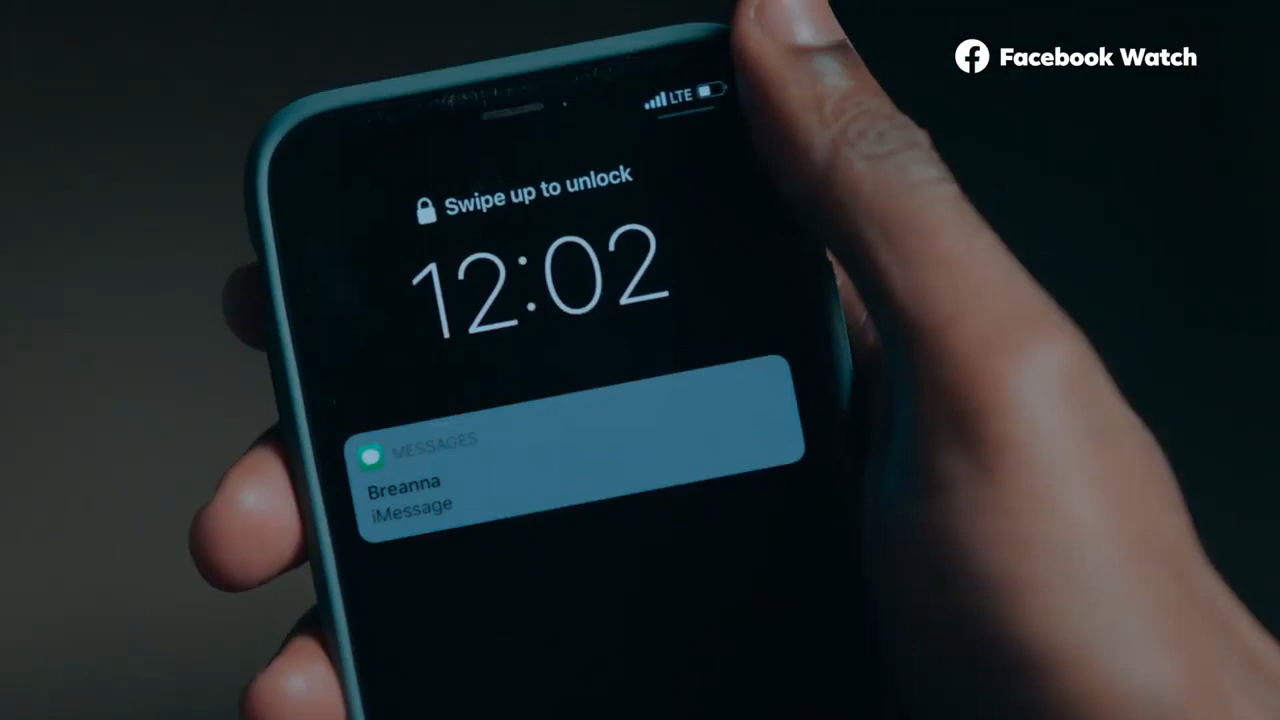 Facebook Watch
LTE
Swipe up to unlock
12:02
MESSAGES
Breanna
iMessage